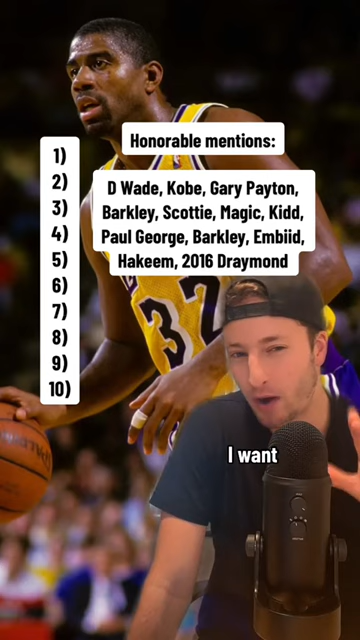 Honorable mentions:
1)
2)
3)
4)
5)
6)
7)
8)
9)
10)
D Wade, Kobe, Gary Payton,
Barkley, Scottie, Magic, Kidd,
Paul George, Barkley, Embiid,
Hakeem, 2016 Draymond
32
I want